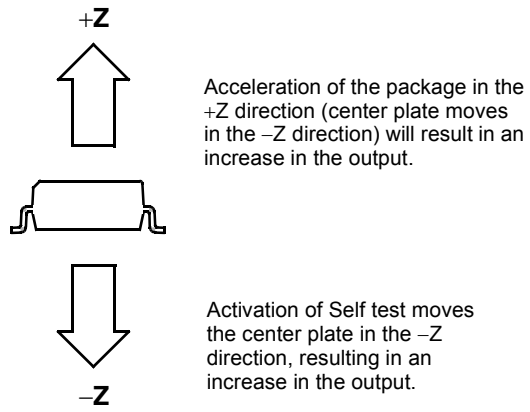 +Z
Acceleration of the package in the
+Z direction (center plate moves
in the −Z direction) will result in an
increase in the output.
Activation of Self test moves
the center plate in the −Z
direction, resulting in an
increase in the output.
−Z